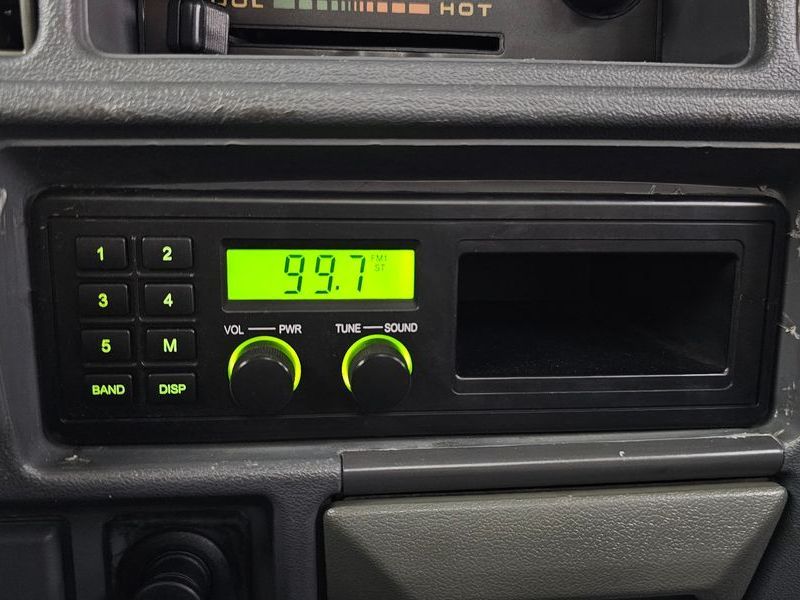 HOT
1 2
99.7 FM1
ST
3 4
VOL PWR TUNE SOUND
5 M
BAND DISP